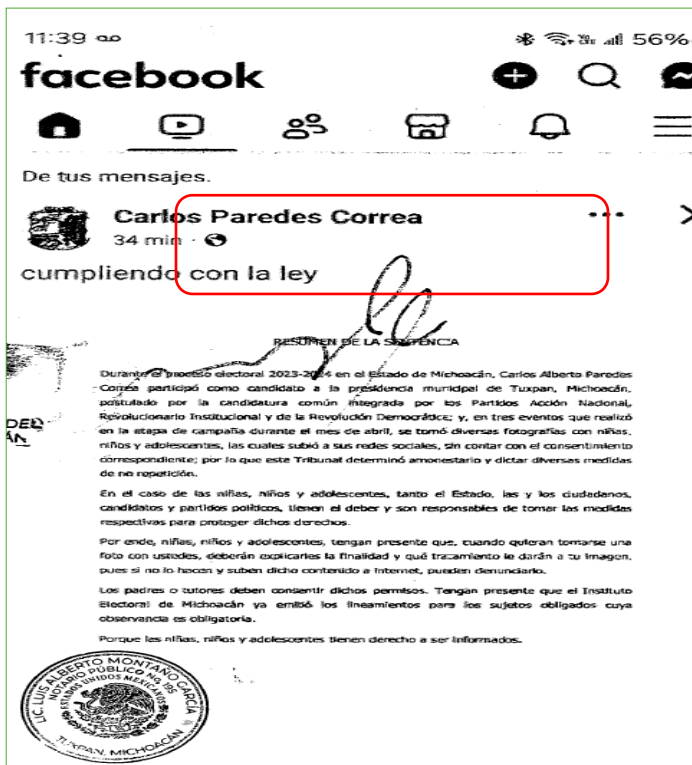 11:39
56%
facebook
De tus mensajes.
Carlos Paredes Correa
34 min
cumpliendo con la ley
RESUMEN DE LA SENTENCIA
Durante el proceso electoral 2023-2024 en el Estado de Michoacán, Carlos Alberto Paredes
Correa participó como candidato a la presidencia municipal de Tuxpan, Michoacán,
postulado por la candidatura común integrada por los Partidos Acción Nacional,
Revolucionario Institucional y de la Revolución Democrática; y, en tres eventos que realizó
en la etapa de campaña durante el mes de abril, se tomó diversas fotografías con niñas,
niños y adolescentes, las cuales subió a sus redes sociales, sin contar con el consentimiento
correspondiente; por lo que este Tribunal determinó amonestarlo y dictar diversas medidas
de no repetición.
En el caso de las niñas, niños y adolescentes, tanto el Estado, las y los ciudadanos,
candidatos y partidos políticos, tienen el deber y son responsables de tomar las medidas
respectivas para proteger dichos derechos.
Por ende, niñas, niños y adolescentes, tengan presente que, cuando quieran tomarse una
foto con ustedes, deberán explicarles la finalidad y qué tratamiento le darán a tu imagen,
pues si no lo hacen y suben dicho contenido a internet, pueden denunciarlo.
Los padres o tutores deben consentir dichos permisos. Tengan presente que el Instituto
Electoral de Michoacán ya emitió los lineamientos para los sujetos obligados cuya
observancia es obligatoria.
Porque las niñas, niños y adolescentes tienen derecho a ser informados.
LIC. LUIS ALBERTO MONTAÑO GARCÍA
NOTARIO PÚBLICO No. 195
ESTADOS UNIDOS MEXICANOS
TUXPAN, MICHOACÁN